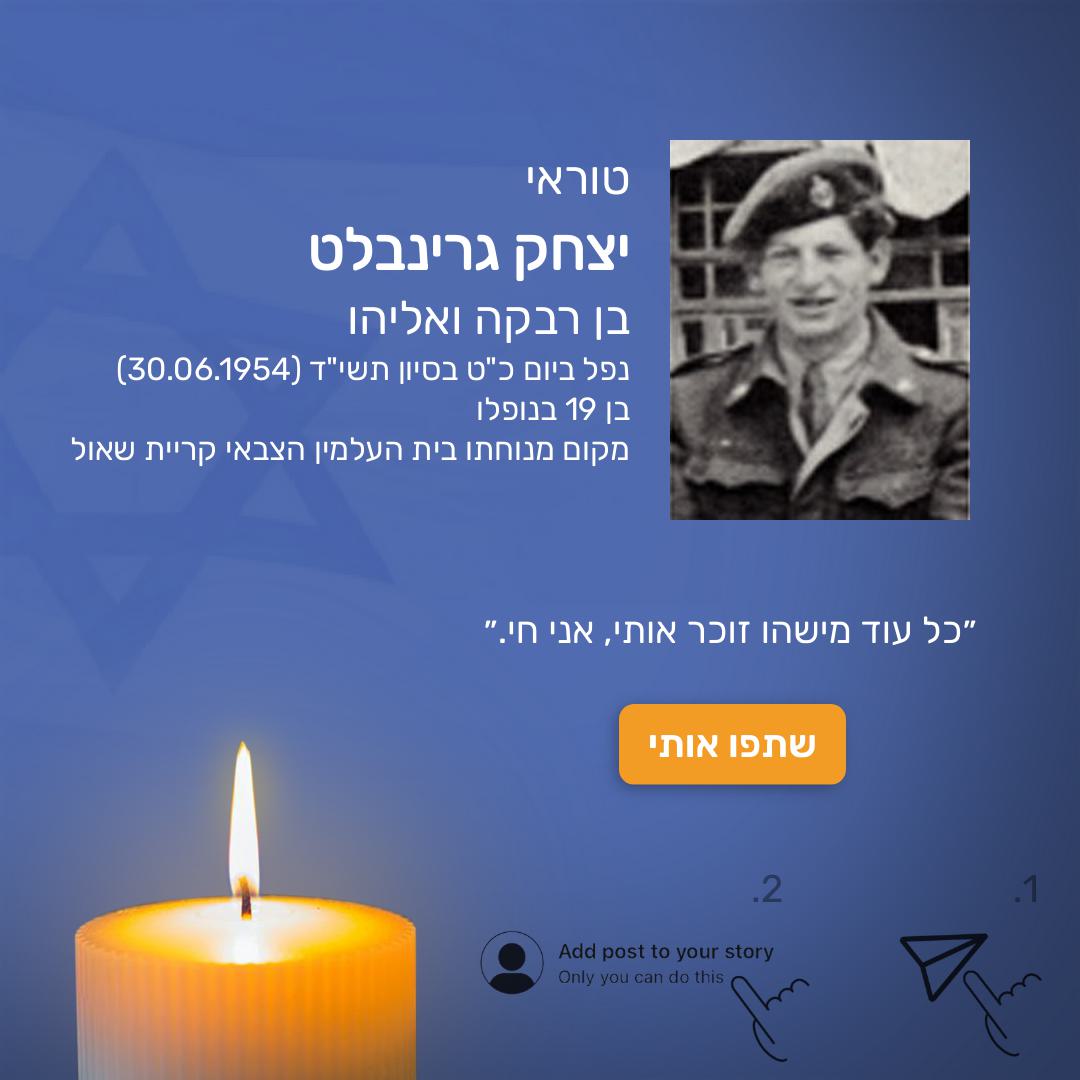 טוראי
יצחק גרינבלט
בן רבקה ואליהו
נפל ביום כ"ט בסיון תשי"ד (30.06.1954)
בן 19 בנופלו
מקום מנוחתו בית העלמין הצבאי קריית שאול
״כל עוד מישהו זוכר אותי, אני חי.״
שתפו אותי
1.
2.
Add post to your story
Only you can do this